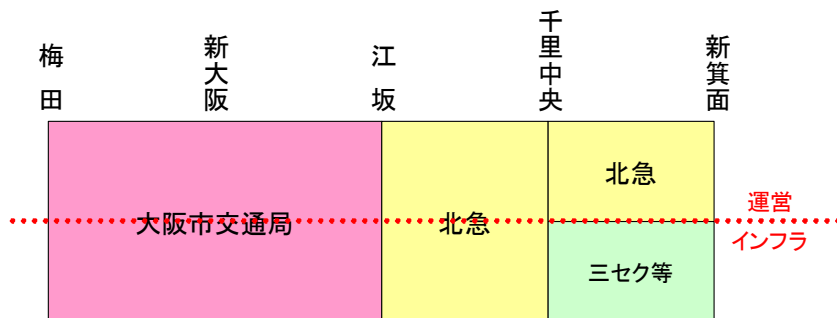 梅田
新大阪
江坂
千里中央
新箕面
大阪市交通局
北急
北急
三セク等
運営
インフラ